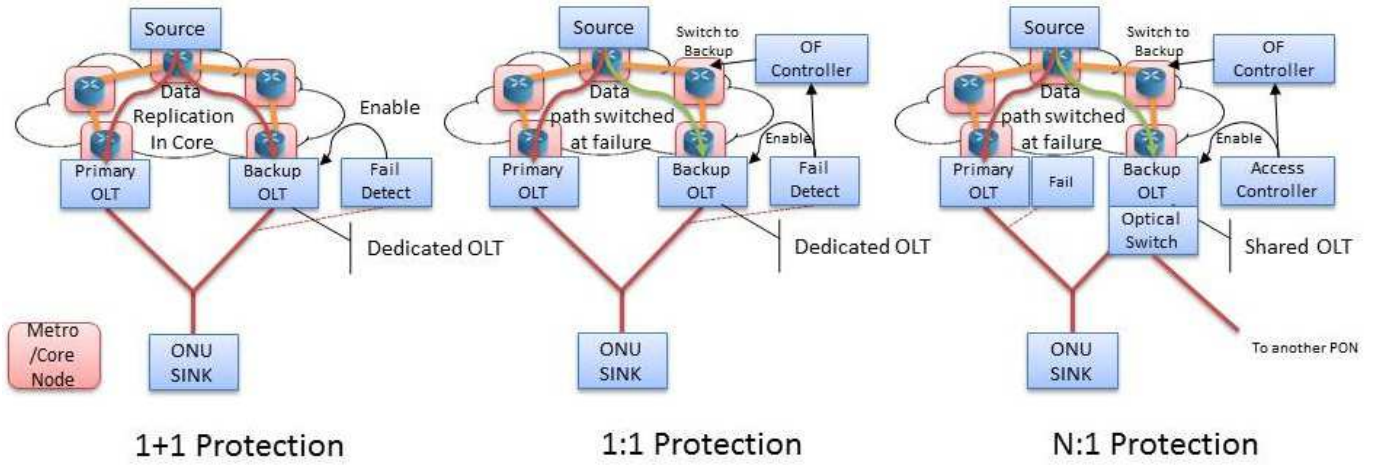 Source
Data
Replication
In Core
Enable
Primary
OLT
Backup
OLT
Fail
Detect
Dedicated OLT
Metro
/Core
Node
ONU
SINK
1+1 Protection
Source
Switch to
Backup
OF
Controller
Data
path switched
at failure
Enable
Primary
OLT
Backup
OLT
Fail
Detect
Dedicated OLT
ONU
SINK
1:1 Protection
Source
Switch to
Backup
OF
Controller
Data
path switched
at failure
Enable
Primary
OLT
Fail
Backup
OLT
Access
Controller
Optical
Switch
Shared OLT
To another PON
ONU
SINK
N:1 Protection